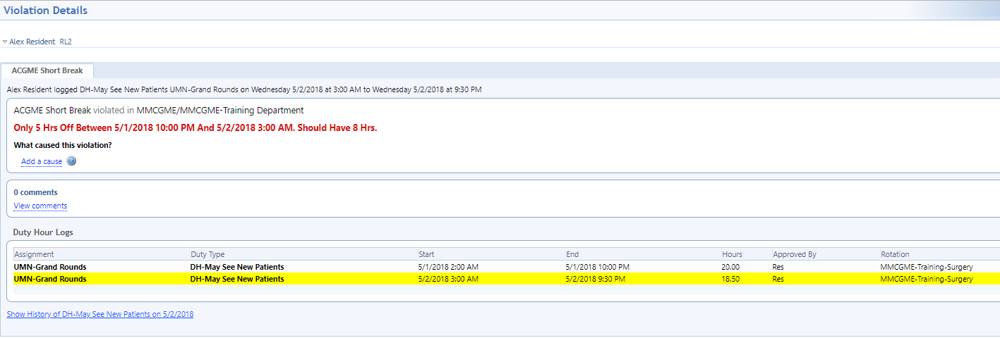 Violation Details
Alex Resident RL2
ACGME Short Break
Alex Resident logged DH-May See New Patients UMN-Grand Rounds on Wednesday 5/2/2018 at 3:00 AM to Wednesday 5/2/2018 at 9:30 PM
ACGME Short Break violated in MMCGME/MMCGME-Training Department
Only 5 Hrs Off Between 5/1/2018 10:00 PM And 5/2/2018 3:00 AM. Should Have 8 Hrs.
What caused this violation?
Add a cause ?
0 comments
View comments
Duty Hour Logs
Assignment Duty Type Start End Hours Approved By Rotation
UMN-Grand Rounds DH-May See New Patients 5/1/2018 2:00 AM 5/1/2018 10:00 PM 20.00 Res MMCGME-Training-Surgery
UMN-Grand Rounds DH-May See New Patients 5/2/2018 3:00 AM 5/2/2018 9:30 PM 18.50 Res MMCGME-Training-Surgery
Show History of DH-May See New Patients on 5/2/2018